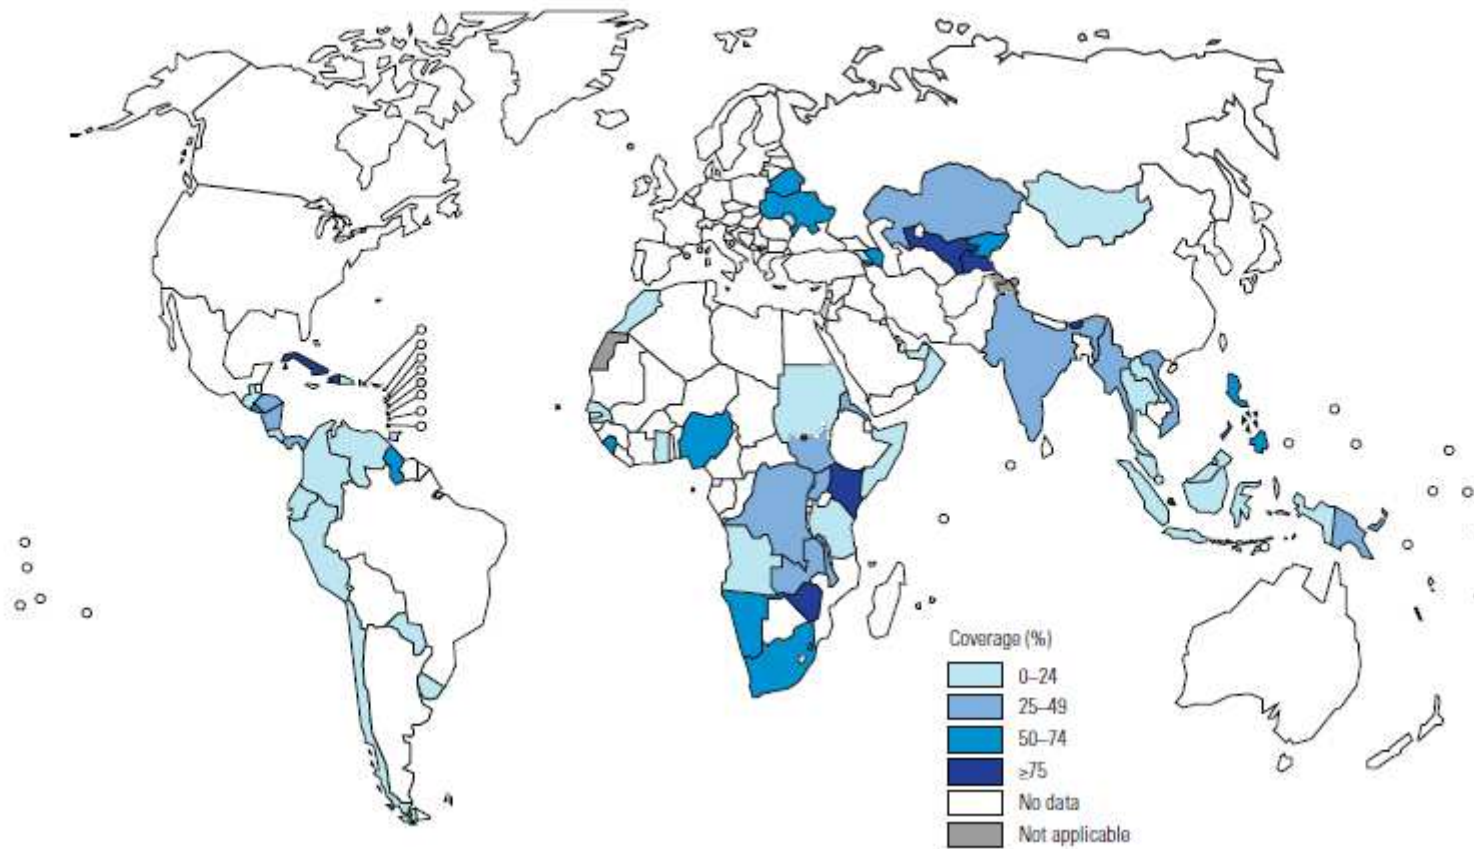 Coverage (%)
0–24
25–49
50–74
≥75
No data
Not applicable